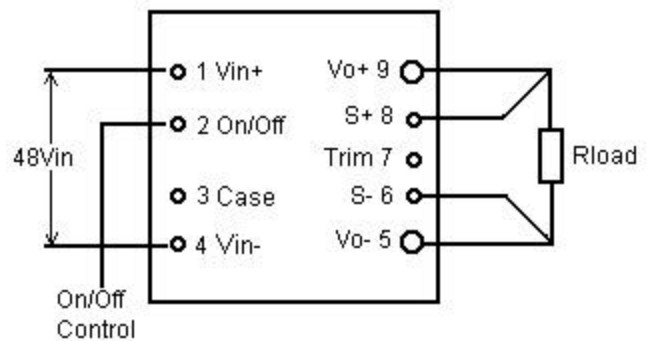 1 Vin+
Vo+ 9
2 On/Off
S+ 8
48Vin
Trim 7
Rload
3 Case
S- 6
4 Vin-
Vo- 5
On/Off
Control